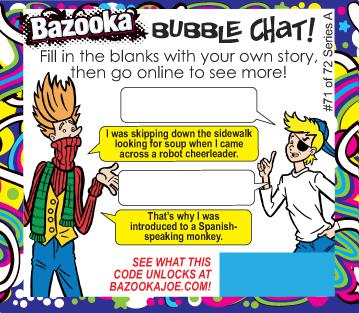 Bazooka BUBBLE CHAT!
Fill in the blanks with your own story,
then go online to see more!
#71 of 72 Series A
I was skipping down the sidewalk
looking for soup when I came
across a robot cheerleader.
That's why I was
introduced to a Spanish-
speaking monkey.
SEE WHAT THIS
CODE UNLOCKS AT
BAZOOKAJOE.COM!